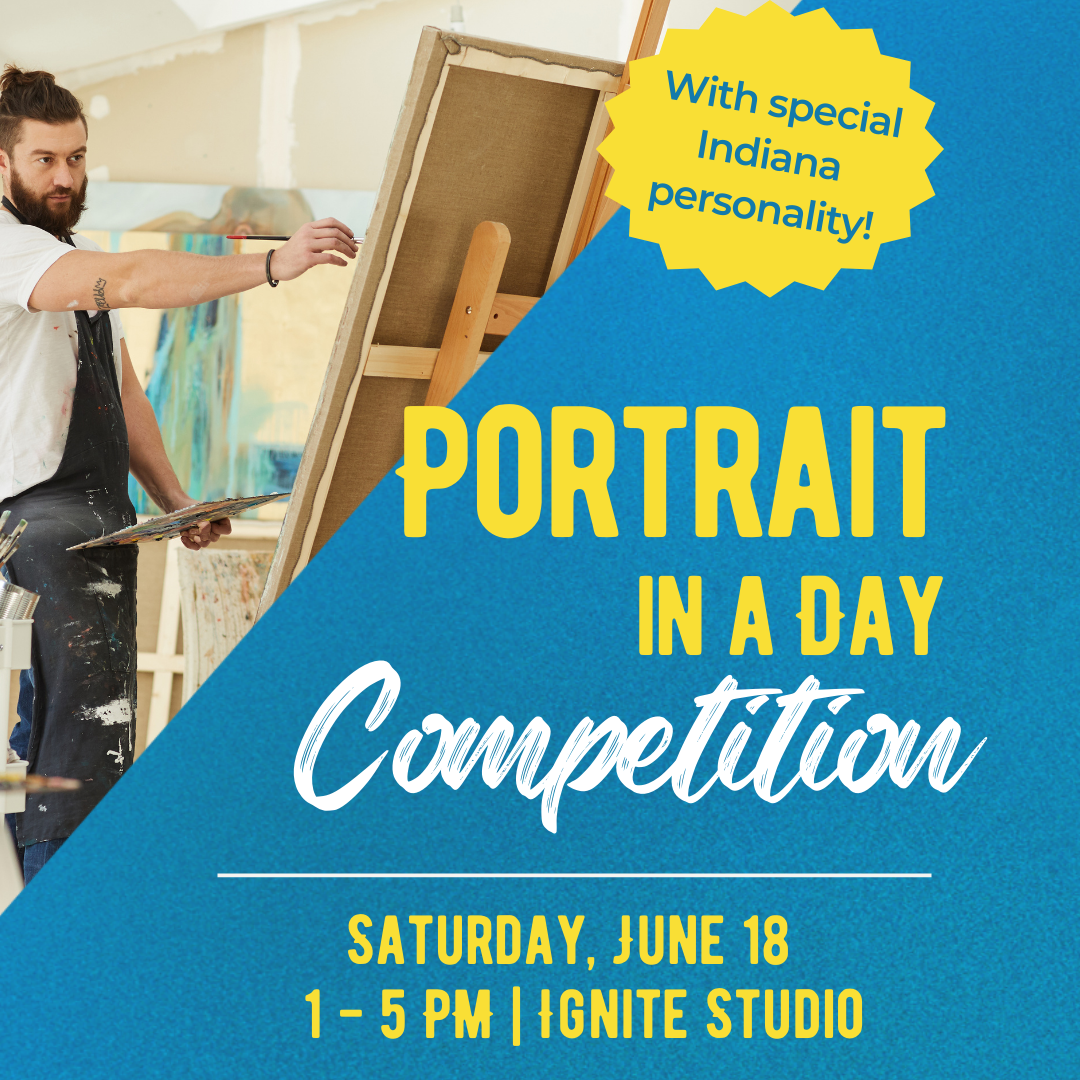 With special
Indiana
personality!
PORTRAIT
IN A DAY
Competition
SATURDAY, JUNE 18
1 - 5 PM | IGNITE STUDIO